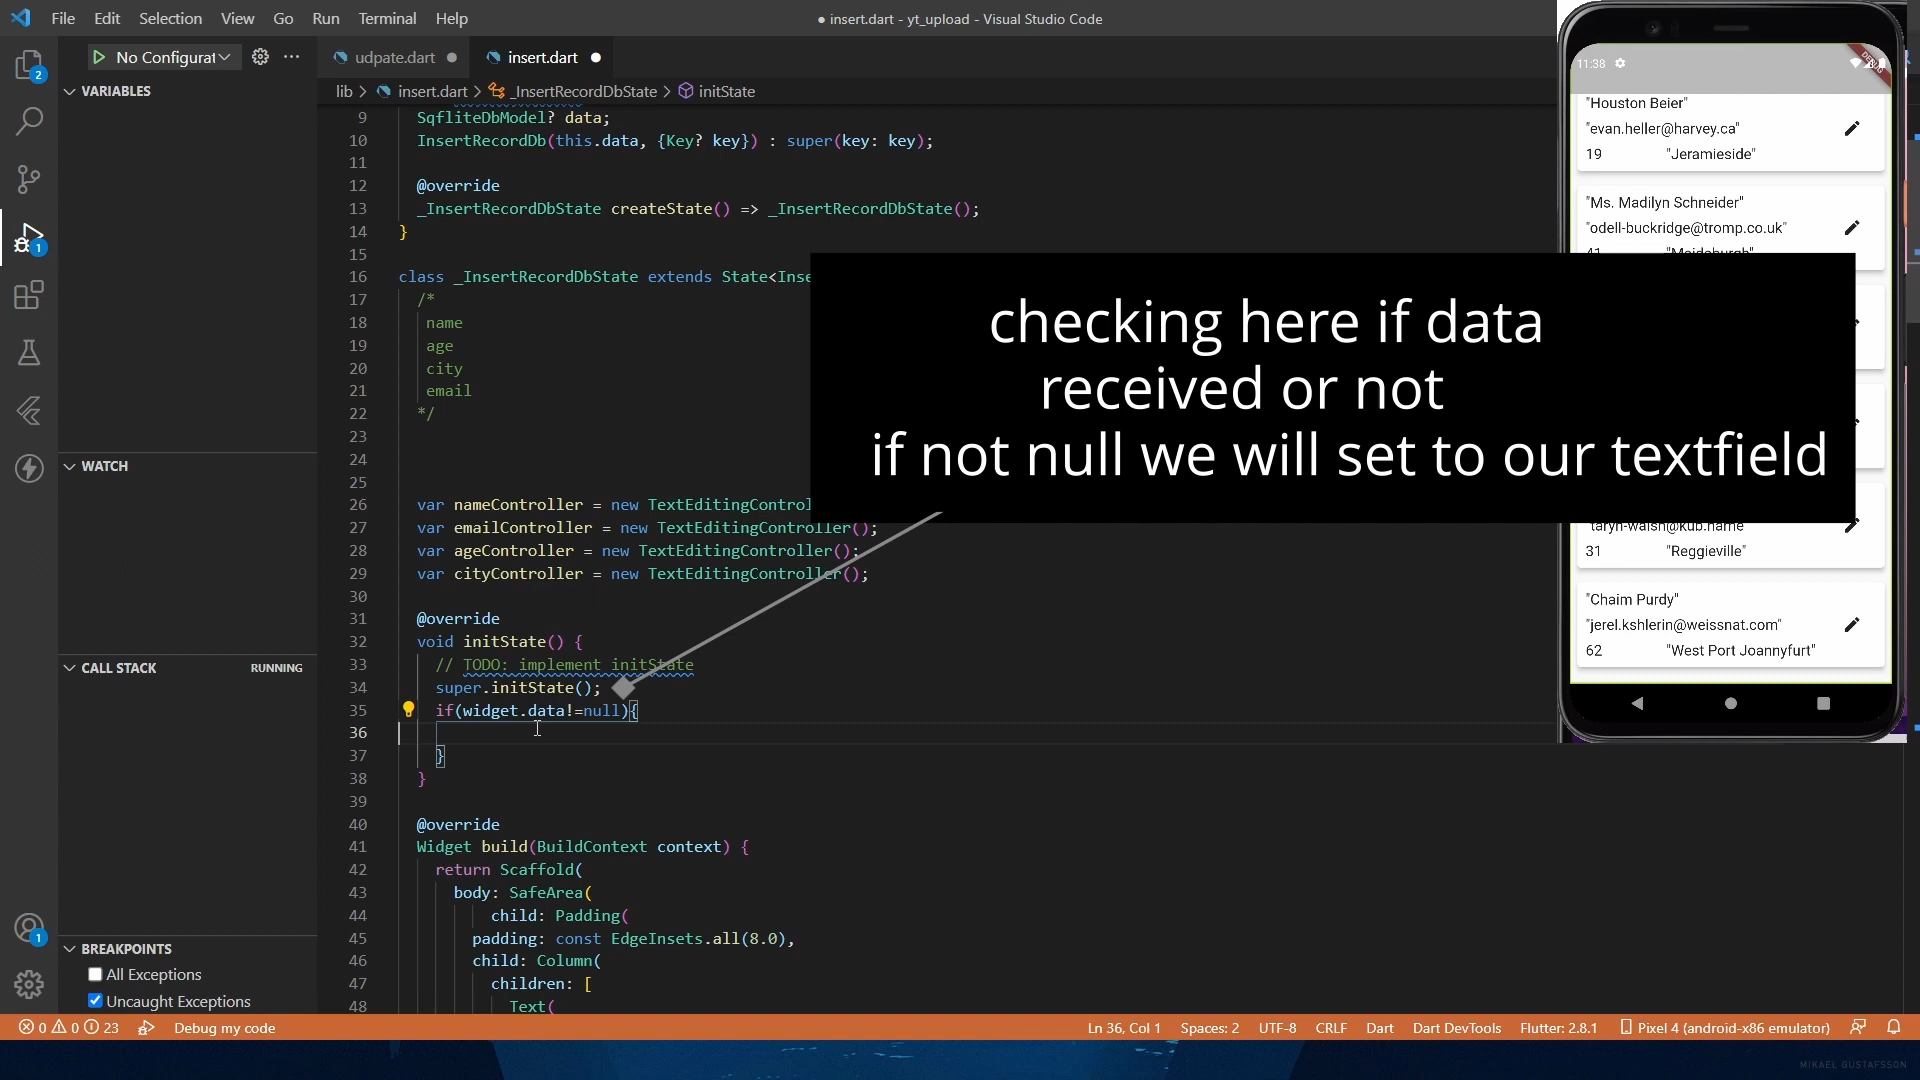 File Edit Selection View Go Run Terminal Help
● insert.dart - yt_upload - Visual Studio Code
No Configurat
udpate.dart
insert.dart
lib > insert.dart > _InsertRecordDbState > initState
VARIABLES
WATCH
CALL STACK RUNNING
BREAKPOINTS
All Exceptions
Uncaught Exceptions
2
1
1
9 SqfliteDbModel? data;
10 InsertRecordDb(this.data, {Key? key}) : super(key: key);
11
12 @override
13 _InsertRecordDbState createState() => _InsertRecordDbState();
14 }
15
16 class _InsertRecordDbState extends State<Inse
17 /*
18 name
19 age
20 city
21 email
22 */
23
24
25
26 var nameController = new TextEditingControl
27 var emailController = new TextEditingController();
28 var ageController = new TextEditingController();
29 var cityController = new TextEditingController();
30
31 @override
32 void initState() {
33 // TODO: implement initState
34 super.initState();
35 if(widget.data!=null){
36
37 }
38 }
39
40 @override
41 Widget build(BuildContext context) {
42 return Scaffold(
43 body: SafeArea(
44 child: Padding(
45 padding: const EdgeInsets.all(8.0),
46 child: Column(
47 children: [
48 Text(
checking here if data
received or not
if not null we will set to our textfield
11:38
"Houston Beier"
"evan.heller@harvey.ca"
19 "Jeramieside"
"Ms. Madilyn Schneider"
"odell-buckridge@tromp.co.uk"
"taryn-walsh@kub.name"
31 "Reggieville"
"Chaim Purdy"
"jerel.kshlerin@weissnat.com"
62 "West Port Joannyfurt"
0 0 23 Debug my code
Ln 36, Col 1 Spaces: 2 UTF-8 CRLF Dart Dart DevTools Flutter: 2.8.1 Pixel 4 (android-x86 emulator)
MIKAEL GUSTAFSSON